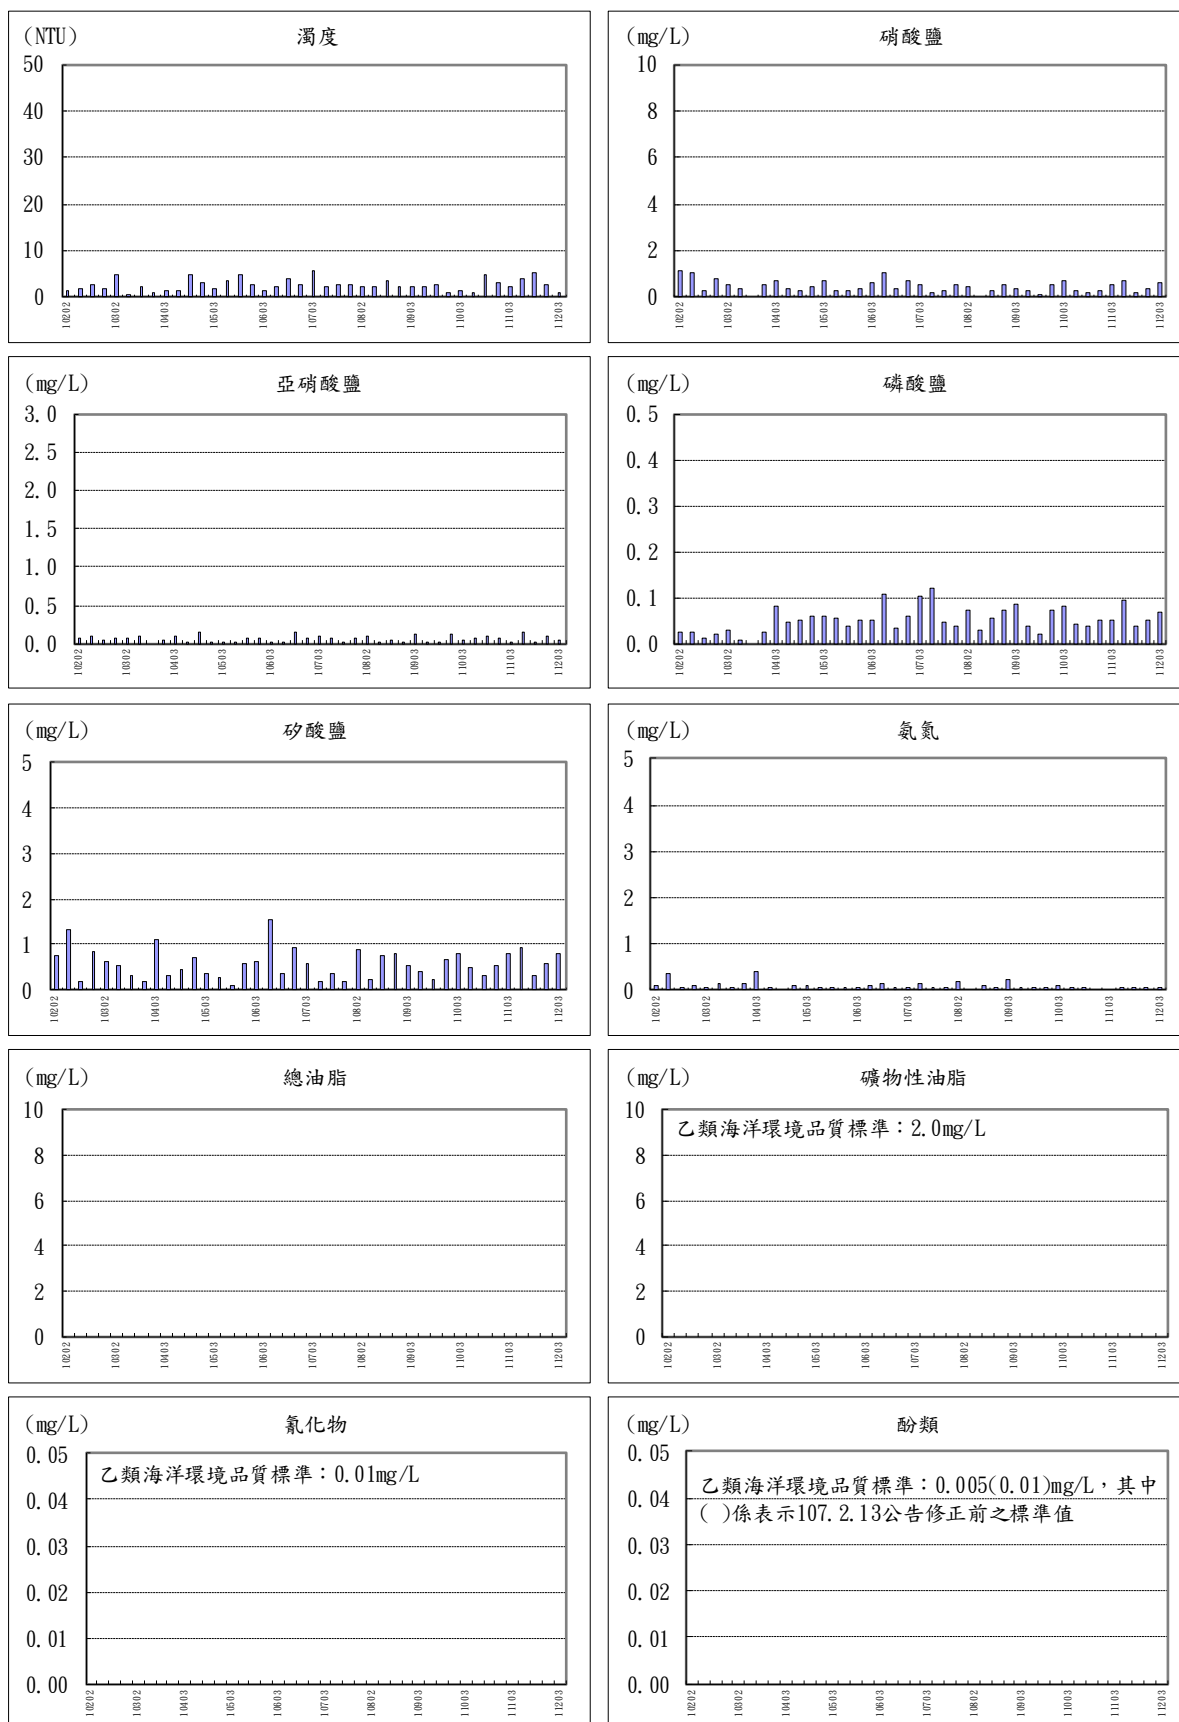 (NTU) 濁度
50
40
30
20
10
0
10202 10302 10403 10503 10603 10703 10802 10903 11003 11103 11203
(mg/L) 硝酸鹽
10
8
6
4
2
0
10202 10302 10403 10503 10603 10703 10802 10903 11003 11103 11203
(mg/L) 亞硝酸鹽
3.0
2.5
2.0
1.5
1.0
0.5
0.0
10202 10302 10403 10503 10603 10703 10802 10903 11003 11103 11203
(mg/L) 磷酸鹽
0.5
0.4
0.3
0.2
0.1
0.0
10202 10302 10403 10503 10603 10703 10802 10903 11003 11103 11203
(mg/L) 矽酸鹽
5
4
3
2
1
0
10202 10302 10403 10503 10603 10703 10802 10903 11003 11103 11203
(mg/L) 氨氮
5
4
3
2
1
0
10202 10302 10403 10503 10603 10703 10802 10903 11003 11103 11203
(mg/L) 總油脂
10
8
6
4
2
0
10202 10302 10403 10503 10603 10703 10802 10903 11003 11103 11203
(mg/L) 礦物性油脂
10
乙類海洋環境品質標準：2.0mg/L
8
6
4
2
0
10202 10302 10403 10503 10603 10703 10802 10903 11003 11103 11203
(mg/L) 氰化物
0.05
乙類海洋環境品質標準：0.01mg/L
0.04
0.03
0.02
0.01
0.00
10202 10302 10403 10503 10603 10703 10802 10903 11003 11103 11203
(mg/L) 酚類
0.05
乙類海洋環境品質標準：0.005(0.01)mg/L，其中
( )係表示107.2.13公告修正前之標準值
0.04
0.03
0.02
0.01
0.00
10202 10302 10403 10503 10603 10703 10802 10903 11003 11103 11203